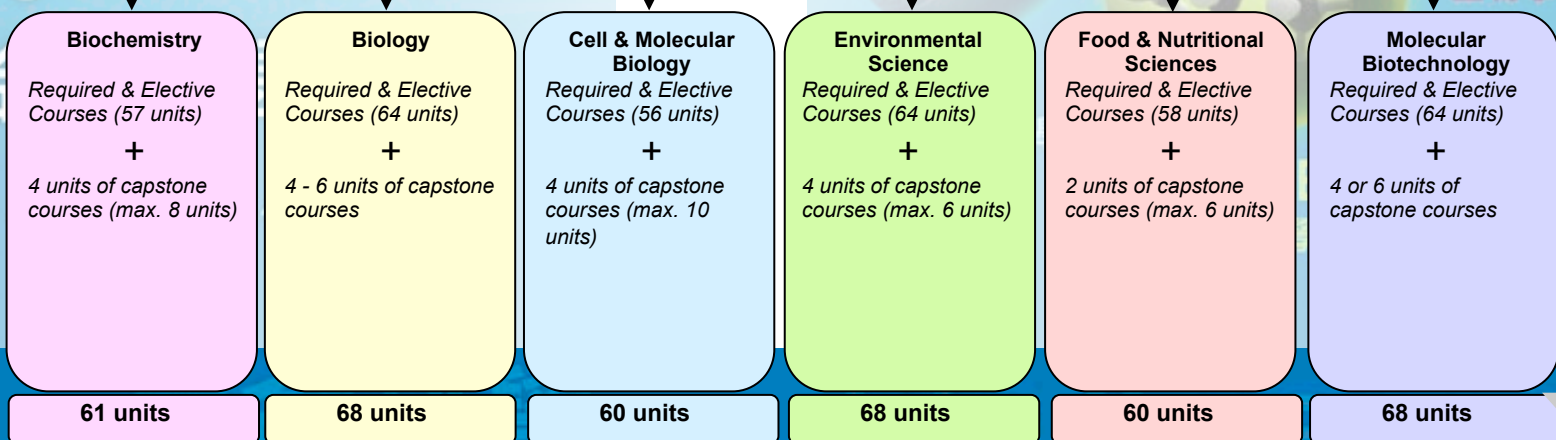 Biochemistry
Required & Elective
Courses (57 units)
+
4 units of capstone
courses (max. 8 units)
61 units
Biology
Required & Elective
Courses (64 units)
+
4 - 6 units of capstone
courses
68 units
Cell & Molecular
Biology
Required & Elective
Courses (56 units)
+
4 units of capstone
courses (max. 10
units)
60 units
Environmental
Science
Required & Elective
Courses (64 units)
+
4 units of capstone
courses (max. 6 units)
68 units
Food & Nutritional
Sciences
Required & Elective
Courses (58 units)
+
2 units of capstone
courses (max. 6 units)
60 units
Molecular
Biotechnology
Required & Elective
Courses (64 units)
+
4 or 6 units of
capstone courses
68 units